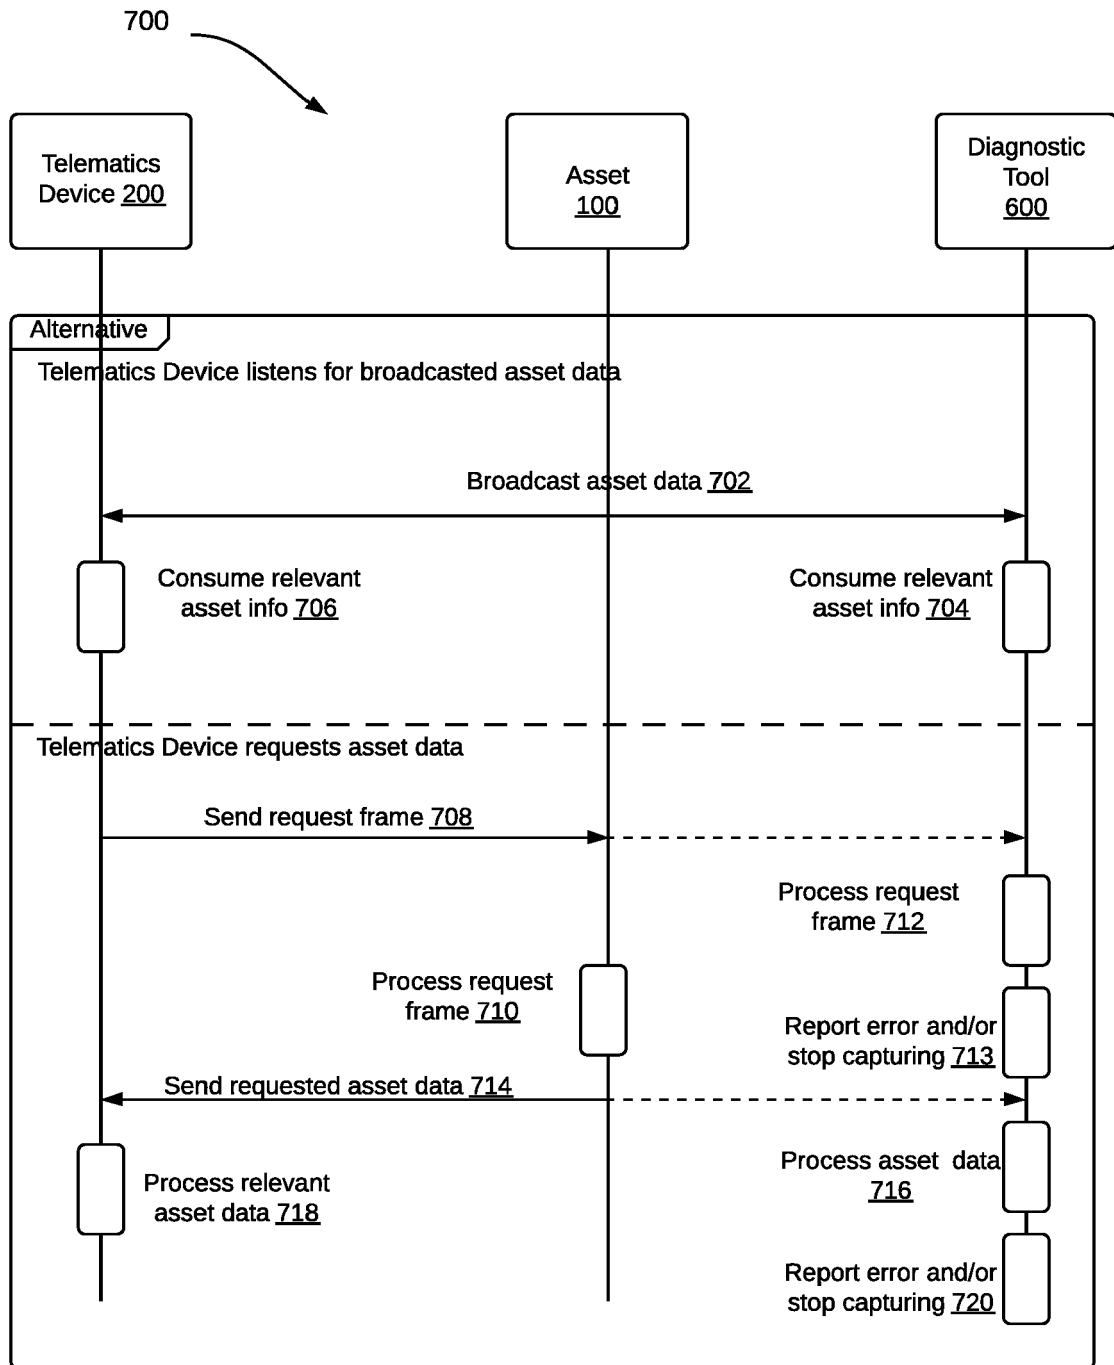 700
Telematics
Device 200
Asset
100
Diagnostic
Tool
600
Alternative
Telematics Device listens for broadcasted asset data
Broadcast asset data 702
Consume relevant
asset info 706
Consume relevant
asset info 704
Telematics Device requests asset data
Send request frame 708
Process request
frame 712
Process request
frame 710
Report error and/or
stop capturing 713
Send requested asset data 714
Process asset data
716
Process relevant
asset data 718
Report error and/or
stop capturing 720